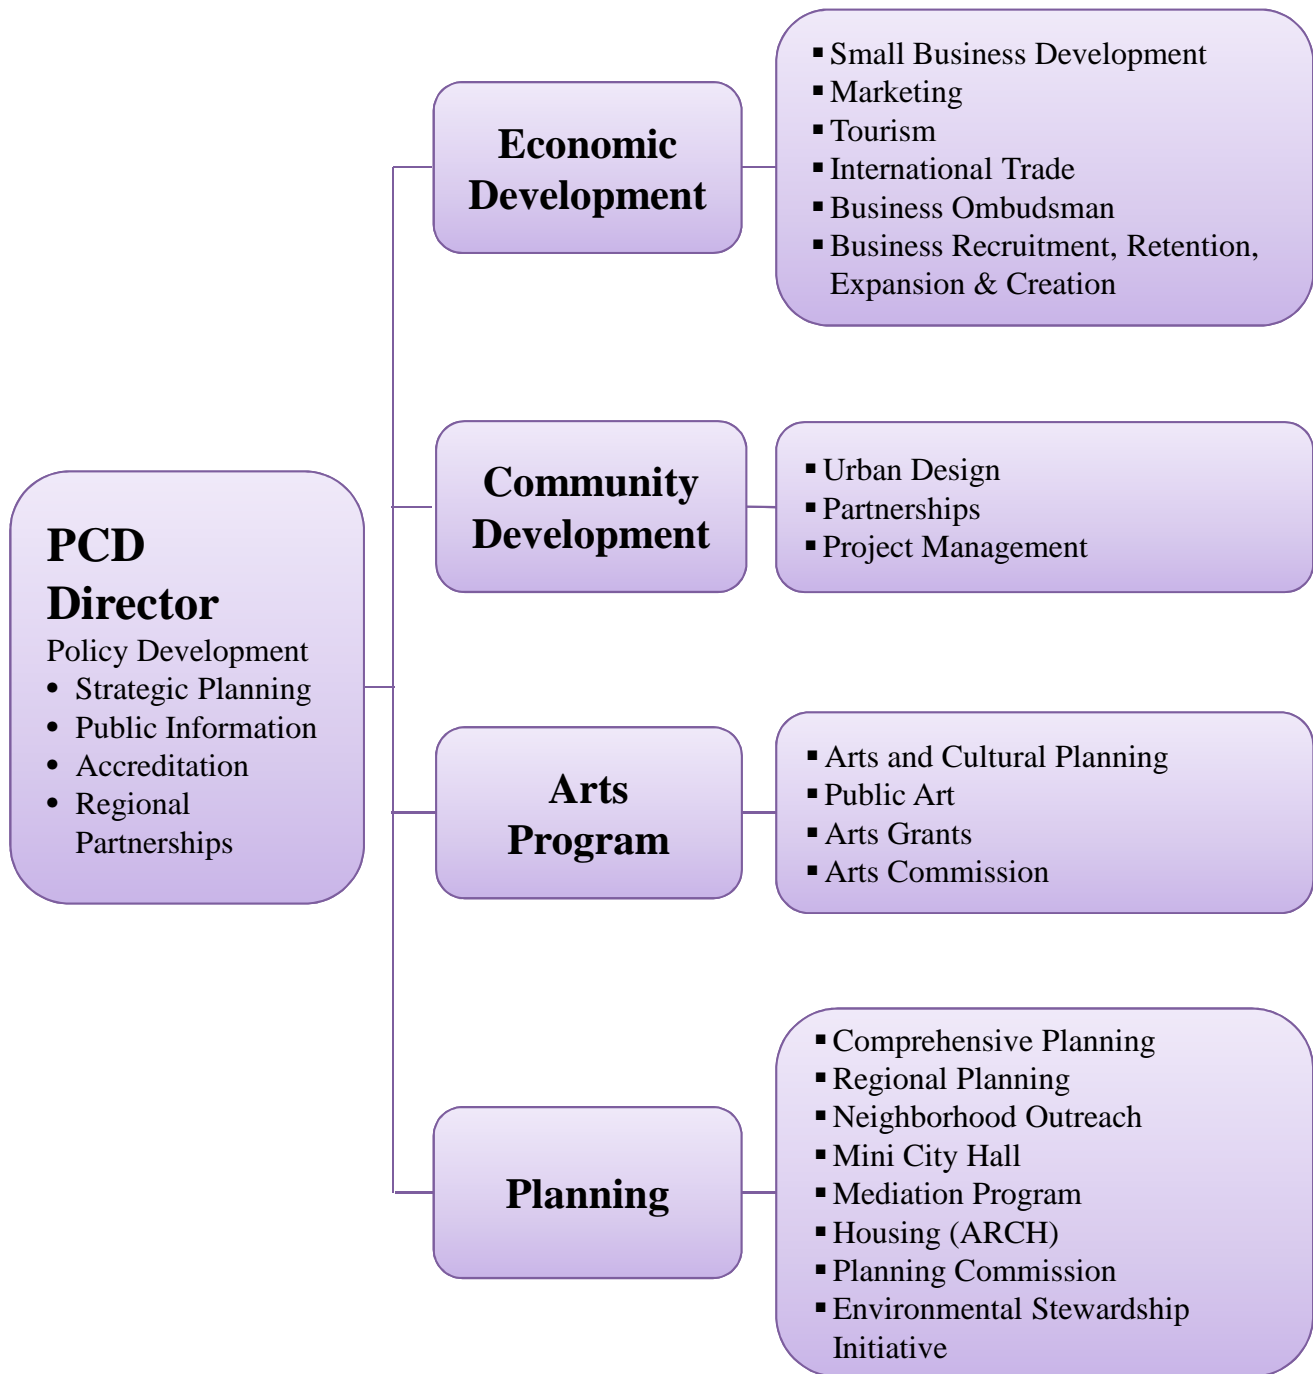 PCD
Director
Policy Development
• Strategic Planning
• Public Information
• Accreditation
• Regional
Partnerships
Economic
Development
▪ Small Business Development
▪ Marketing
▪ Tourism
▪ International Trade
▪ Business Ombudsman
▪ Business Recruitment, Retention,
Expansion & Creation
Community
Development
▪ Urban Design
▪ Partnerships
▪ Project Management
Arts
Program
▪ Arts and Cultural Planning
▪ Public Art
▪ Arts Grants
▪ Arts Commission
Planning
▪ Comprehensive Planning
▪ Regional Planning
▪ Neighborhood Outreach
▪ Mini City Hall
▪ Mediation Program
▪ Housing (ARCH)
▪ Planning Commission
▪ Environmental Stewardship
Initiative